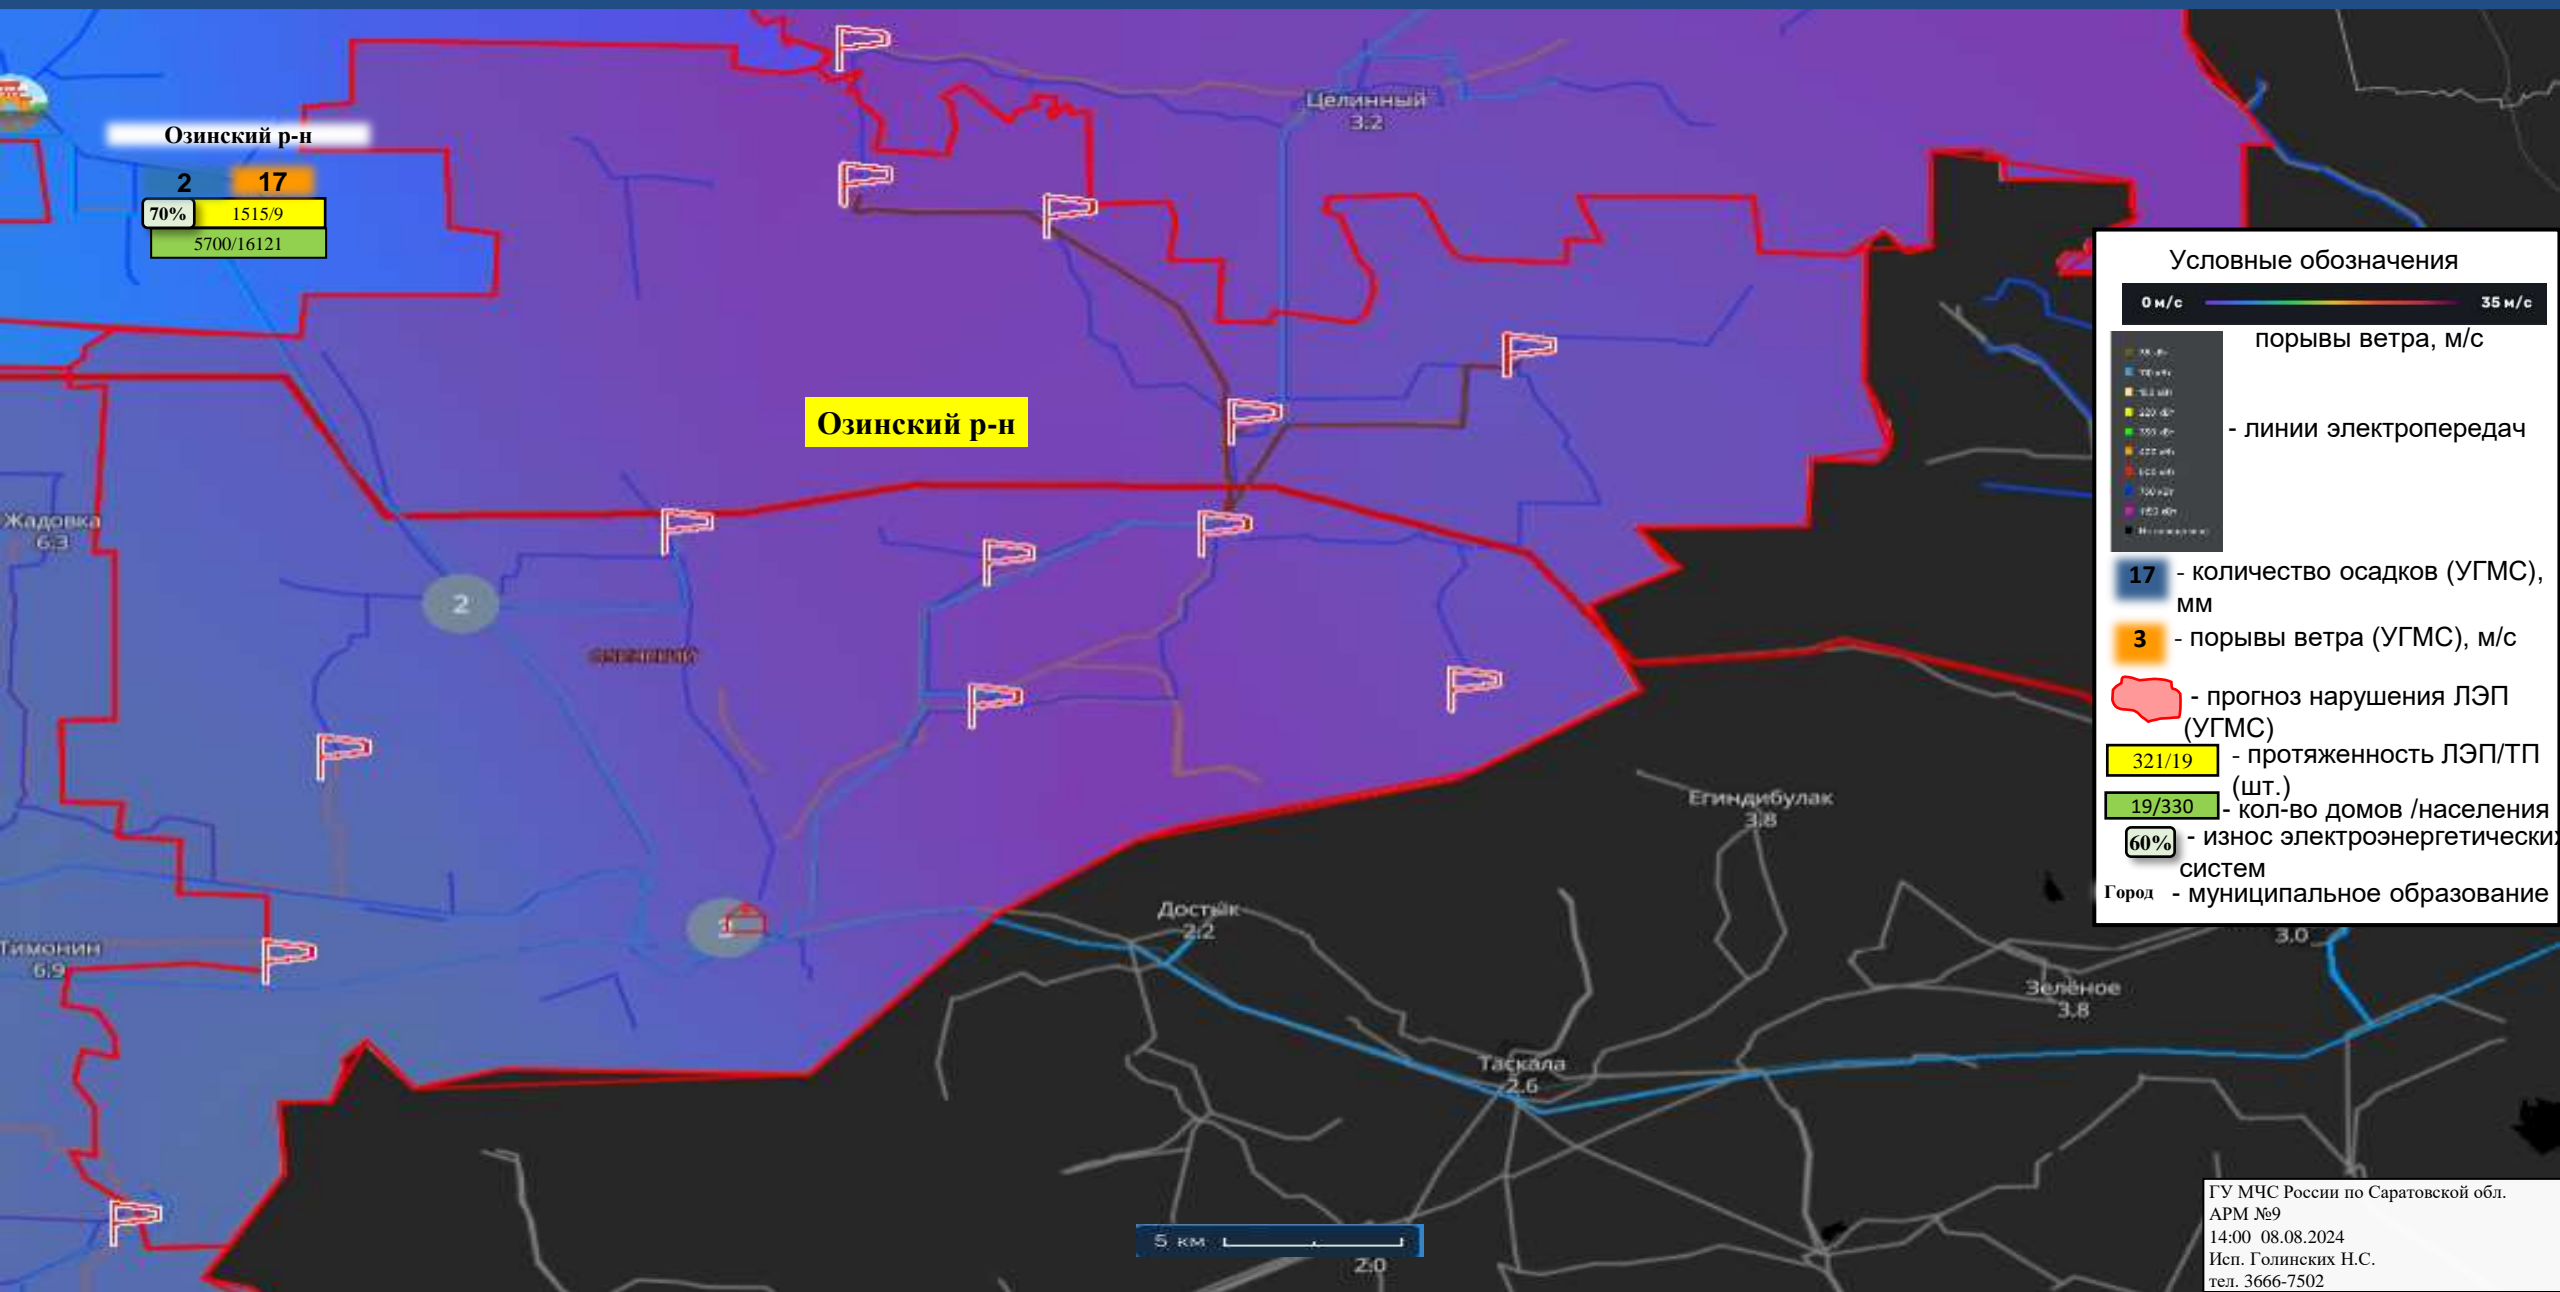 Целинный
3.2
Озинский р-н
2 17
70% 1515/9
5700/16121
Озинский р-н
Жадовка
6.3
2
Тимонин
6.9
Егиндибулак
3.8
Достык
2.2
Таскала
2.6
Зелёное
3.8
3.0
5 км
2.0
Условные обозначения
0 м/с 35 м/с
порывы ветра, м/с
- линии электропередач
17 - количество осадков (УГМС),
мм
3 - порывы ветра (УГМС), м/с
- прогноз нарушения ЛЭП
(УГМС)
321/19 - протяженность ЛЭП/ТП
(шт.)
19/330 - кол-во домов /населения
60% - износ электроэнергетических
систем
Город - муниципальное образование
ГУ МЧС России по Саратовской обл.
АРМ №9
14:00 08.08.2024
Исп. Голинских Н.С.
тел. 3666-7502